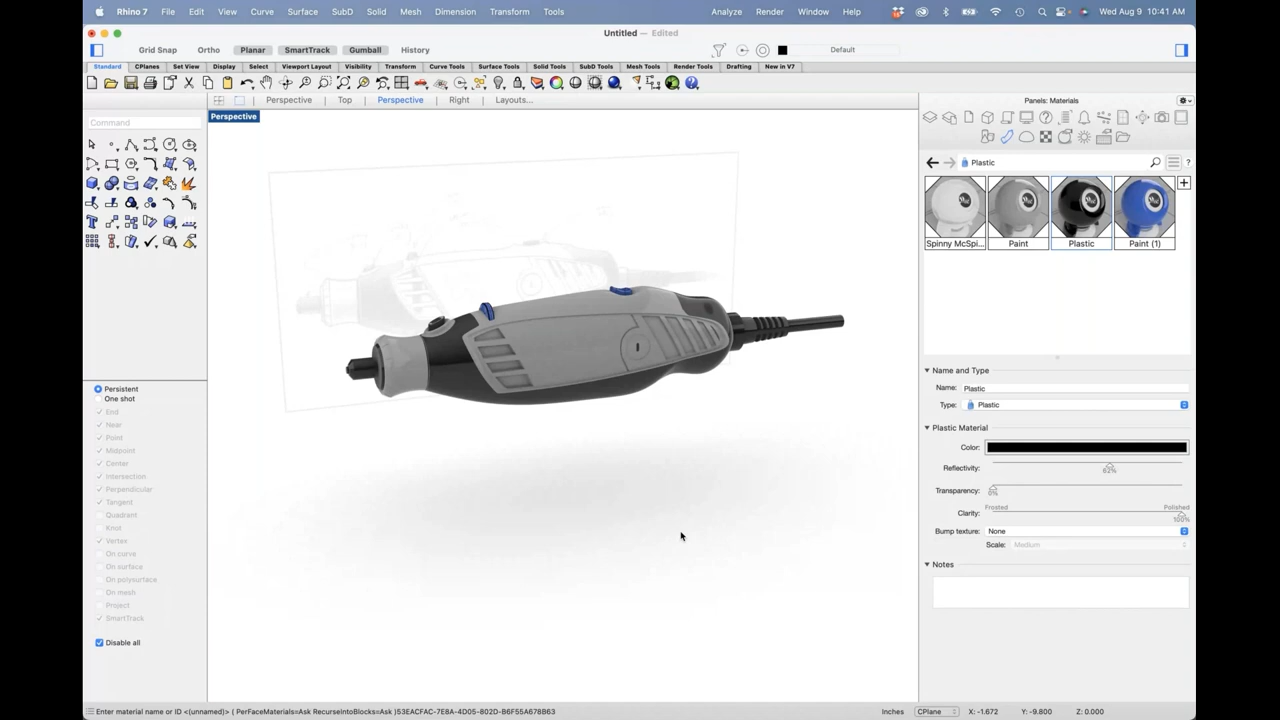 Rhino 7 File Edit View Curve Surface SubD Solid Mesh Dimension Transform Tools Analyze Render Window Help Wed Aug 9 10:41 AM
Untitled — Edited
Grid Snap Ortho Planar SmartTrack Gumball History Default
Standard CPlanes Set View Display Select Viewport Layout Visibility Transform Curve Tools Surface Tools Solid Tools SubD Tools Mesh Tools Render Tools Drafting New in V7
Perspective Top Perspective Right Layouts...
Panels: Materials
Perspective
Command
Plastic
Spinny McSpi... Paint Plastic Paint (1)
Name and Type
Name: Plastic
Type: Plastic
Plastic Material
Color:
Reflectivity:
62%
Transparency:
0%
Clarity: Frosted Polished
100%
Bump texture: None
Scale: Medium
Notes
Persistent
One shot
End
Near
Point
Midpoint
Center
Intersection
Perpendicular
Tangent
Quadrant
Knot
Vertex
On curve
On surface
On polysurface
On mesh
Project
SmartTrack
Disable all
Enter material name or ID <(unnamed)> ( PerFaceMaterials=Ask RecurseIntoBlocks=Ask )53EACFAC-7E8A-4D05-802D-B6F55A678B63 Inches CPlane X: -1.672 Y: -9.800 Z: 0.000